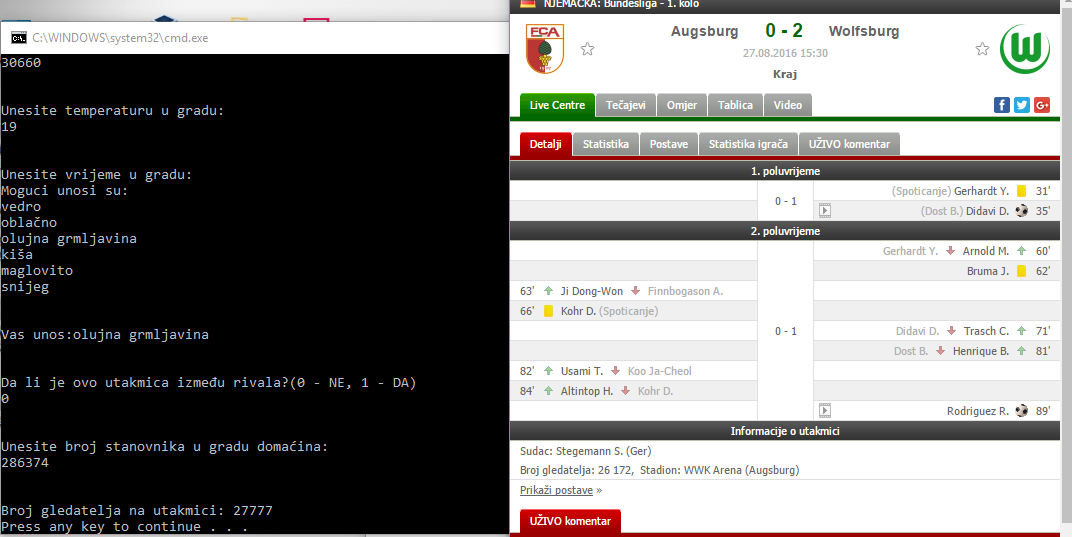 C:\WINDOWS\system32\cmd.exe
30660
Unesite temperaturu u gradu:
19
Unesite vrijeme u gradu:
Moguci unosi su:
vedro
oblačno
olujna grmljavina
kiša
maglovito
snijeg
Vas unos:olujna grmljavina
Da li je ovo utakmica između rivala?(0 - NE, 1 - DA)
0
Unesite broj stanovnika u gradu domaćina:
286374
Broj gledatelja na utakmici: 27777
Press any key to continue . . .
NJEMAČKA: Bundesliga - 1. kolo
FCA
Augsburg 0 - 2 Wolfsburg
27.08.2016 15:30
Kraj
Live Centre Tečajevi Omjer Tablica Video
Detalji Statistika Postave Statistika igrača UŽIVO komentar
1. poluvrijeme
0 - 1
(Spoticanje) Gerhardt Y. 31'
(Dost B.) Didavi D. 35'
2. poluvrijeme
0 - 1
Gerhardt Y. Arnold M. 60'
Bruma J. 62'
63' Ji Dong-Won Finnbogason A.
66' Kohr D. (Spoticanje)
Didavi D. Trasch C. 71'
Dost B. Henrique B. 81'
82' Usami T. Koo Ja-Cheol
84' Altintop H. Kohr D.
Rodriguez R. 89'
Informacije o utakmici
Sudac: Stegemann S. (Ger)
Broj gledatelja: 26 172, Stadion: WWK Arena (Augsburg)
Prikaži postave »
UŽIVO komentar